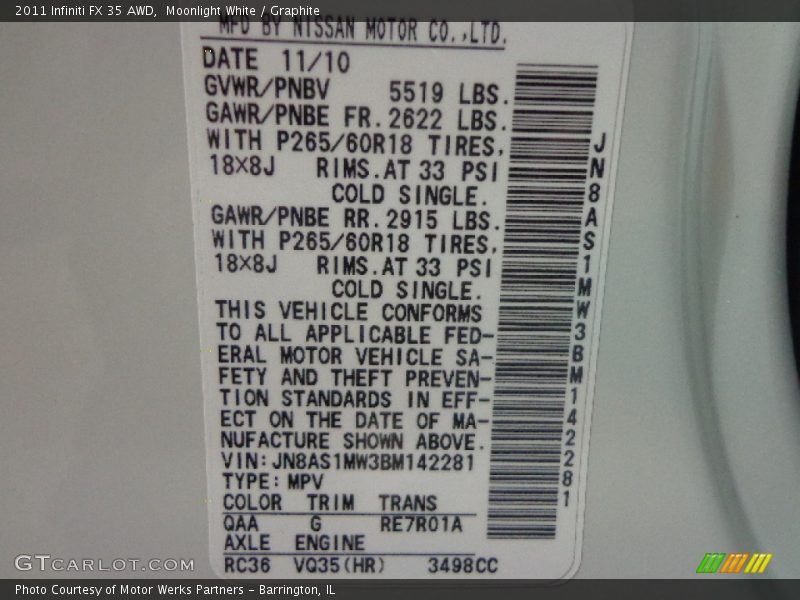 2011 Infiniti FX 35 AWD,  Moonlight White / Graphite
MFD BY NISSAN MOTOR CO.,LTD.
DATE 11/10
GVWR/PNBV 5519 LBS.
GAWR/PNBE FR. 2622 LBS.
WITH P265/60R18 TIRES,
18X8J RIMS.AT 33 PSI
COLD SINGLE.
GAWR/PNBE RR. 2915 LBS.
WITH P265/60R18 TIRES,
18X8J RIMS.AT 33 PSI
COLD SINGLE.
THIS VEHICLE CONFORMS
TO ALL APPLICABLE FED-
ERAL MOTOR VEHICLE SA-
FETY AND THEFT PREVEN-
TION STANDARDS IN EFF-
ECT ON THE DATE OF MA-
NUFACTURE SHOWN ABOVE.
VIN:JN8AS1MW3BM142281
TYPE:MPV
COLOR TRIM TRANS
QAA G RE7R01A
AXLE ENGINE
RC36 VQ35(HR) 3498CC
JN8AS1MW3BM142281
GTCARLOT.COM
Photo Courtesy of Motor Werks Partners - Barrington, IL